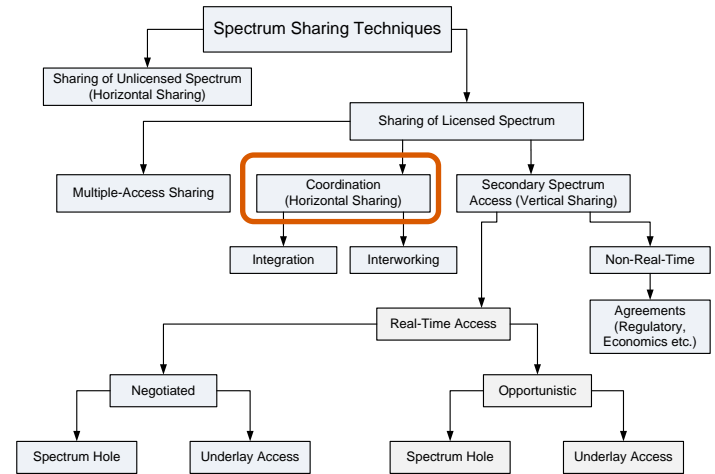 Spectrum Sharing Techniques
Sharing of Unlicensed Spectrum
(Horizontal Sharing)
Sharing of Licensed Spectrum
Multiple-Access Sharing
Coordination
(Horizontal Sharing)
Secondary Spectrum
Access (Vertical Sharing)
Integration
Interworking
Non-Real-Time
Real-Time Access
Agreements
(Regulatory,
Economics etc.)
Negotiated
Opportunistic
Spectrum Hole
Underlay Access
Spectrum Hole
Underlay Access